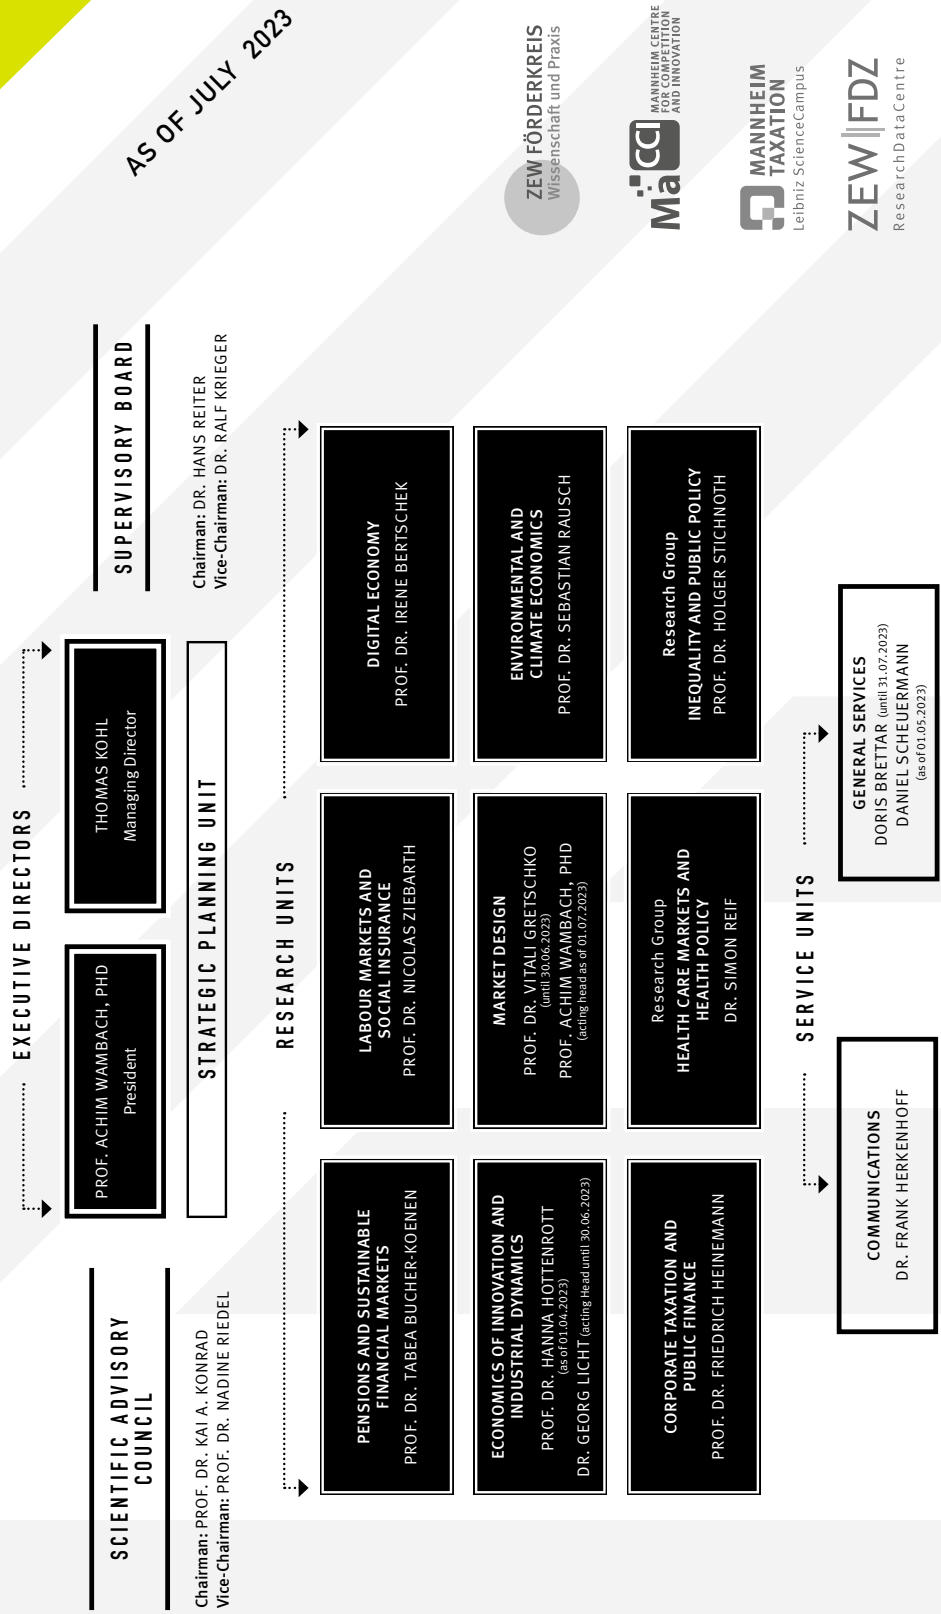 AS OF JULY 2023
EXECUTIVE DIRECTORS
PROF. ACHIM WAMBACH, PHD
President
THOMAS KOHL
Managing Director
STRATEGIC PLANNING UNIT
SCIENTIFIC ADVISORY
COUNCIL
Chairman: PROF. DR. KAI A. KONRAD
Vice-Chairman: PROF. DR. NADINE RIEDEL
SUPERVISORY BOARD
Chairman: DR. HANS REITER
Vice-Chairman: DR. RALF KRIEGER
RESEARCH UNITS
PENSIONS AND SUSTAINABLE
FINANCIAL MARKETS
PROF. DR. TABEA BUCHER-KOENEN
LABOUR MARKETS AND
SOCIAL INSURANCE
PROF. DR. NICOLAS ZIEBARTH
DIGITAL ECONOMY
PROF. DR. IRENE BERTSCHEK
ECONOMICS OF INNOVATION AND
INDUSTRIAL DYNAMICS
PROF. DR. HANNA HOTTENROTT
(as of 01.04.2023)
DR. GEORG LICHT (acting Head until 30.06.2023)
MARKET DESIGN
PROF. DR. VITALI GRETSCHKO
(until 30.06.2023)
PROF. ACHIM WAMBACH, PHD
(acting head as of 01.07.2023)
ENVIRONMENTAL AND
CLIMATE ECONOMICS
PROF. DR. SEBASTIAN RAUSCH
CORPORATE TAXATION AND
PUBLIC FINANCE
PROF. DR. FRIEDRICH HEINEMANN
Research Group
HEALTH CARE MARKETS AND
HEALTH POLICY
DR. SIMON REIF
Research Group
INEQUALITY AND PUBLIC POLICY
PROF. DR. HOLGER STICHNOTH
SERVICE UNITS
COMMUNICATIONS
DR. FRANK HERKENHOFF
GENERAL SERVICES
DORIS BRETTAR (until 31.07.2023)
DANIEL SCHEUERMANN
(as of 01.05.2023)
ZEW FÖRDERKREIS
Wissenschaft und Praxis
Mä CCI
MANNHEIM CENTRE
FOR COMPETITION
AND INNOVATION
MANNHEIM
TAXATION
Leibniz ScienceCampus
ZEW FDZ
ResearchDataCentre